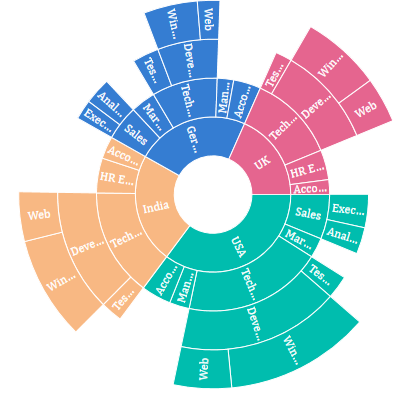 Win...
Web
Tes...
Deve...
Anal...
Exec...
Sales
Mar...
Tech...
Man...
Acco...
Ger...
Tes...
Win...
Deve...
Web
Tech...
UK
HR E...
Acco...
Acco...
HR E...
India
Web
Deve...
Tech...
Win...
Tes...
USA
Sales
Exec...
Anal...
Mar...
Tes...
Acco...
Man...
Tech...
Deve...
Web
Win...